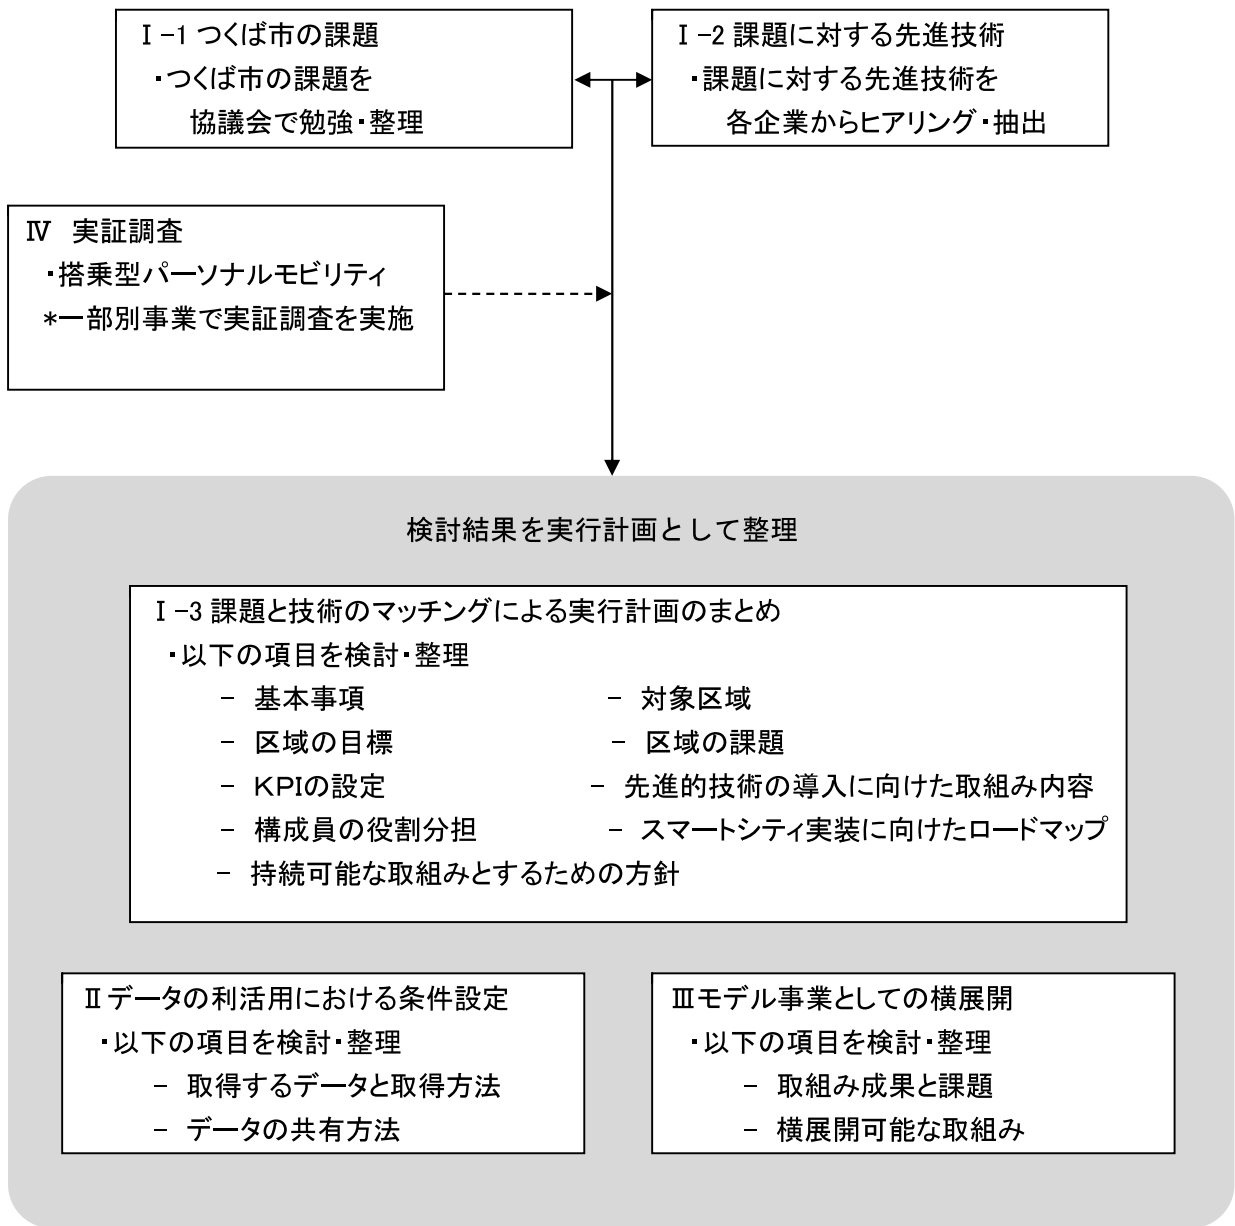 Ⅰ-1 つくば市の課題
・つくば市の課題を
協議会で勉強・整理
Ⅰ-2 課題に対する先進技術
・課題に対する先進技術を
各企業からヒアリング・抽出
Ⅳ 実証調査
・搭乗型パーソナルモビリティ
*一部別事業で実証調査を実施
検討結果を実行計画として整理
Ⅰ-3 課題と技術のマッチングによる実行計画のまとめ
・以下の項目を検討・整理
- 基本事項 - 対象区域
- 区域の目標 - 区域の課題
- KPIの設定 - 先進的技術の導入に向けた取組み内容
- 構成員の役割分担 - スマートシティ実装に向けたロードマップ
- 持続可能な取組みとするための方針
Ⅱデータの利活用における条件設定
・以下の項目を検討・整理
- 取得するデータと取得方法
- データの共有方法
Ⅲモデル事業としての横展開
・以下の項目を検討・整理
- 取組み成果と課題
- 横展開可能な取組み